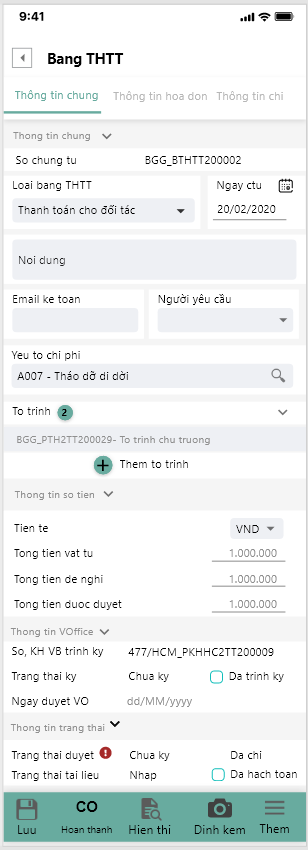 9:41
Bang THTT
Thông tin chung Thông tin hoa don Thông tin chi
Thong tin chung
So chung tu BGG_BTHTT200002
Loai bang THTT Ngay ctu
Thanh toán cho đối tác 20/02/2020
Noi dung
Email ke toan Người yêu cầu
Yeu to chi phi
A007 - Tháo dỡ di dời
To trinh 2
BGG_PTH2TT200029- To trinh chu truong
Them to trinh
Thong tin so tien
Tien te VND
Tong tien vat tu 1.000.000
Tong tien de nghi 1.000.000
Tong tien duoc duyet 1.000.000
Thong tin VOffice
So, KH VB trinh ky 477/HCM_PKHHC2TT200009
Trang thai ky Chua ky Da trinh ky
Ngay duyet VO dd/MM/yyyy
Thong tin trang thai
Trang thai duyet Chua ky Da chi
Trang thai tai lieu Nhap Da hach toan
CO
Luu Hoan thanh Hien thi Dinh kem Them